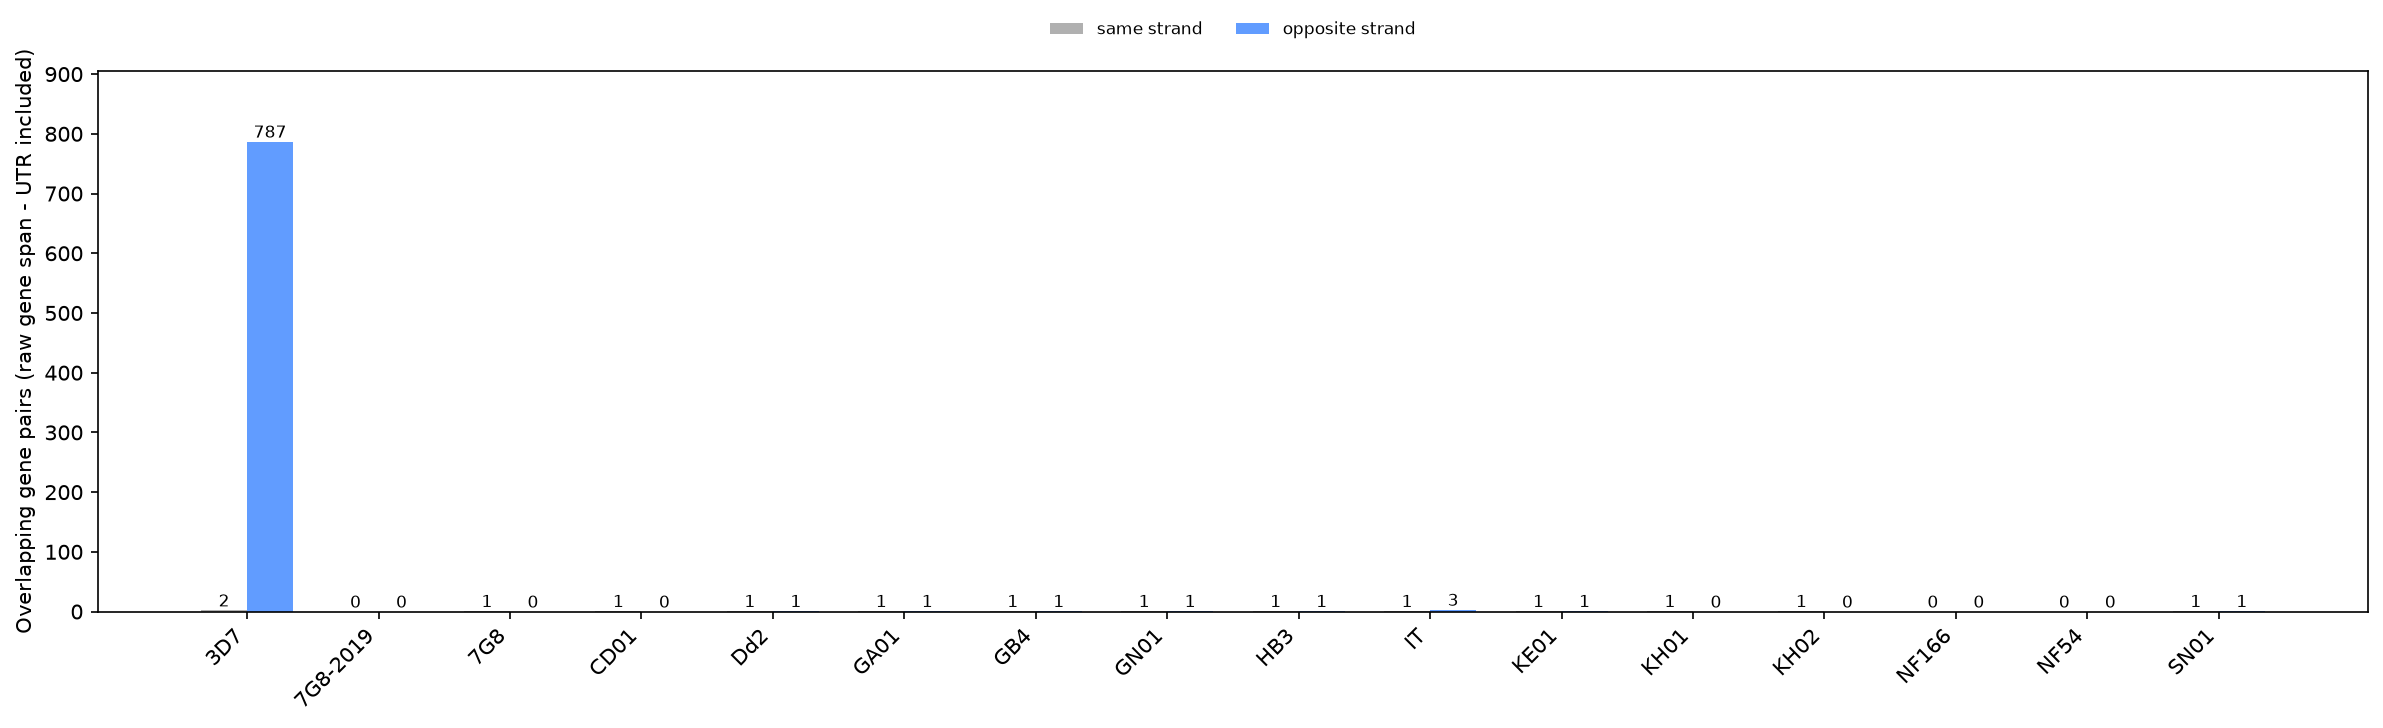 same strand
opposite strand
Overlapping gene pairs (raw gene span - UTR included)
900
800
700
600
500
400
300
200
100
0
2 787 0 0 1 0 1 0 1 1 1 1 1 1 1 1 1 1 1 3 1 1 1 0 1 0 0 0 0 0 1 1
3D7 7G8-2019 7G8 CD01 Dd2 GA01 GB4 GN01 HB3 IT KE01 KH01 KH02 NF166 NF54 SN01